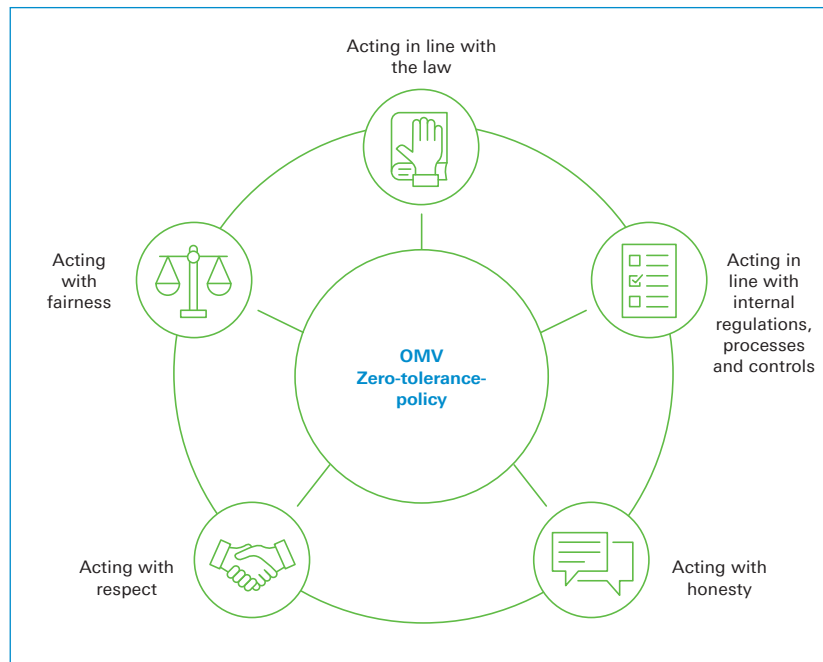 Acting in line with
the law
Acting
with
fairness
Acting in
line with
internal
regulations,
processes
and controls
OMV
Zero-tolerance-
policy
Acting with
respect
Acting with
honesty